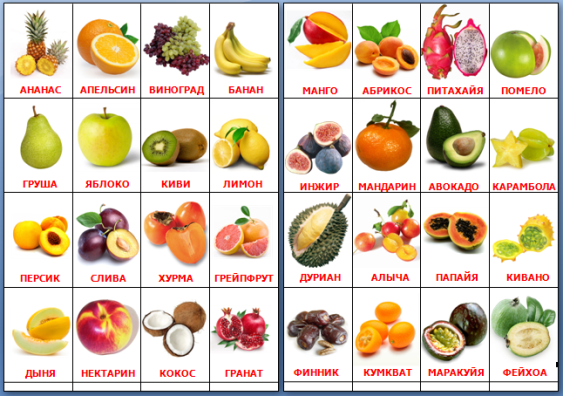 АНАНАС АПЕЛЬСИН ВИНОГРАД БАНАН
ГРУША ЯБЛОКО КИВИ ЛИМОН
ПЕРСИК СЛИВА ХУРМА ГРЕЙПФРУТ
ДЫНЯ НЕКТАРИН КОКОС ГРАНАТ
МАНГО АБРИКОС ПИТАХАЙЯ ПОМЕЛО
ИНЖИР МАНДАРИН АВОКАДО КАРАМБОЛА
ДУРИАН АЛЫЧА ПАПАЙЯ КИВАНО
ФИННИК КУМКВАТ МАРАКУЙЯ ФЕЙХОА